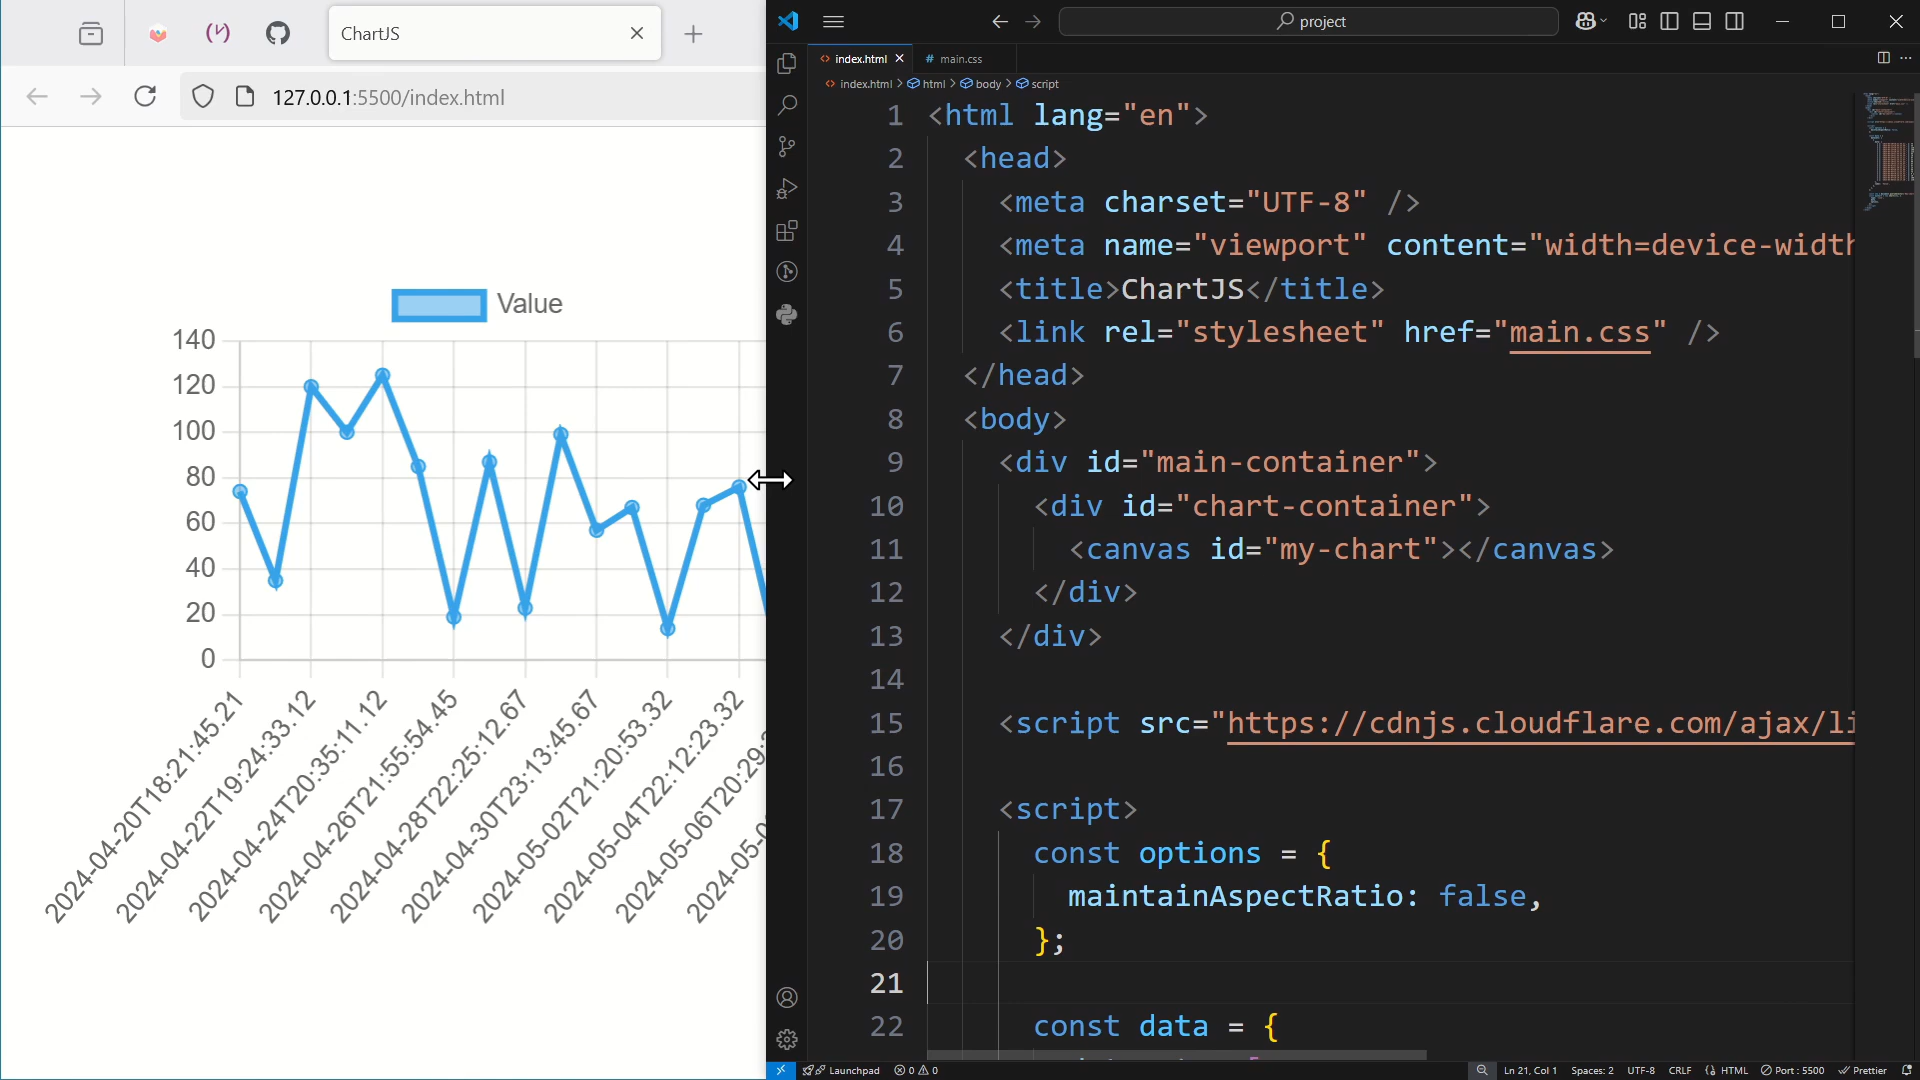 ChartJS
127.0.0.1:5500/index.html
Value
140
120
100
80
60
40
20
0
2024-04-20T18:21:45.21
2024-04-22T19:24:33.12
2024-04-24T20:35:11.12
2024-04-26T21:55:54.45
2024-04-28T22:25:12.67
2024-04-30T23:13:45.67
2024-05-02T21:20:53.32
2024-05-04T22:12:23.32
2024-05-06T20:29:
2024-05-0
project
index.html
# main.css
index.html > html > body > script
1 <html lang="en">
2 <head>
3 <meta charset="UTF-8" />
4 <meta name="viewport" content="width=device-width
5 <title>ChartJS</title>
6 <link rel="stylesheet" href="main.css" />
7 </head>
8 <body>
9 <div id="main-container">
10 <div id="chart-container">
11 <canvas id="my-chart"></canvas>
12 </div>
13 </div>
14
15 <script src="https://cdnjs.cloudflare.com/ajax/li
16
17 <script>
18 const options = {
19 maintainAspectRatio: false,
20 };
21
22 const data = {
Launchpad 0 0 Ln 21, Col 1 Spaces: 2 UTF-8 CRLF {} HTML Port : 5500 Prettier